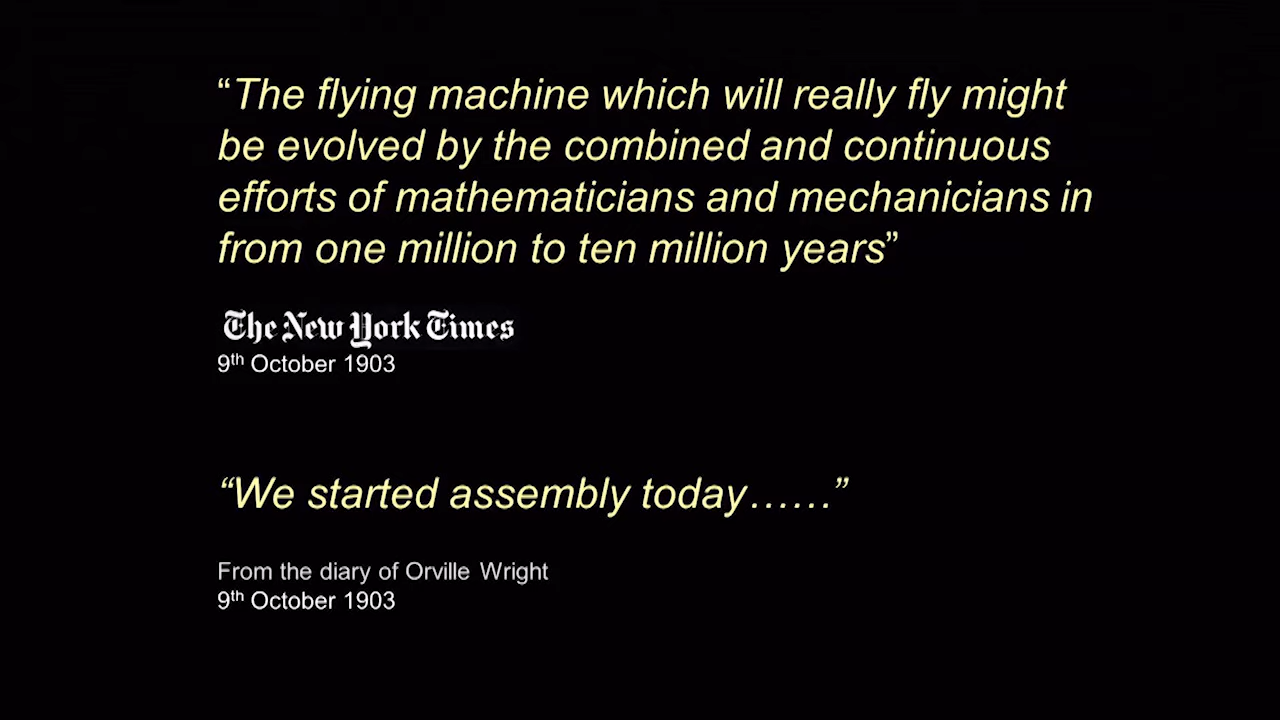 “The flying machine which will really fly might
be evolved by the combined and continuous
efforts of mathematicians and mechanicians in
from one million to ten million years”
The New York Times
9th October 1903
“We started assembly today……”
From the diary of Orville Wright
9th October 1903